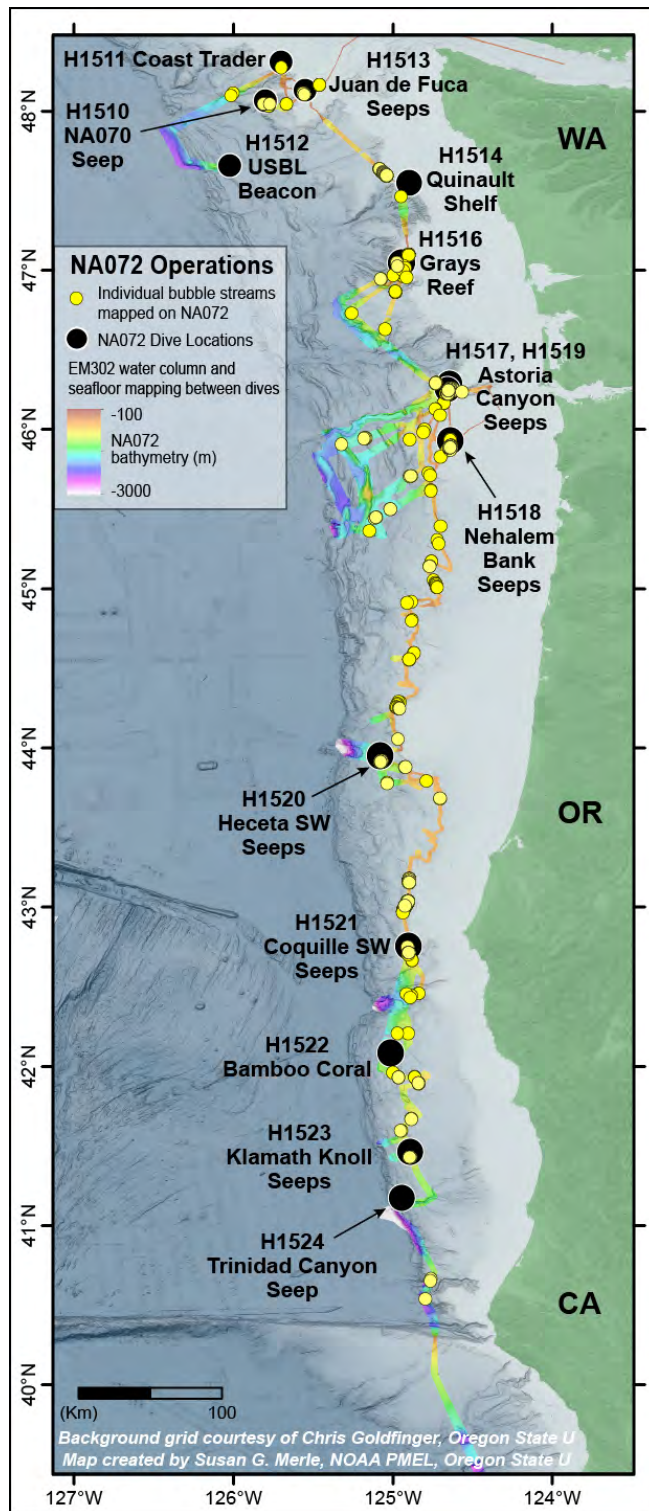 H1511 Coast Trader
H1513
Juan de Fuca
Seeps
H1510
NA070
Seep
H1512
USBL
Beacon
WA
H1514
Quinault
Shelf
H1516
Grays
Reef
NA072 Operations
Individual bubble streams
mapped on NA072
NA072 Dive Locations
EM302 water column and
seafloor mapping between dives
-100
NA072
bathymetry (m)
-3000
H1517, H1519
Astoria
Canyon
Seeps
H1518
Nehalem
Bank
Seeps
H1520
Heceta SW
Seeps
OR
H1521
Coquille SW
Seeps
H1522
Bamboo Coral
H1523
Klamath Knoll
Seeps
H1524
Trinidad Canyon
Seep
CA
48°N
47°N
46°N
45°N
44°N
43°N
42°N
41°N
40°N
(Km) 100
Background grid courtesy of Chris Goldfinger, Oregon State U
Map created by Susan G. Merle, NOAA PMEL, Oregon State U
127°W
126°W
125°W
124°W